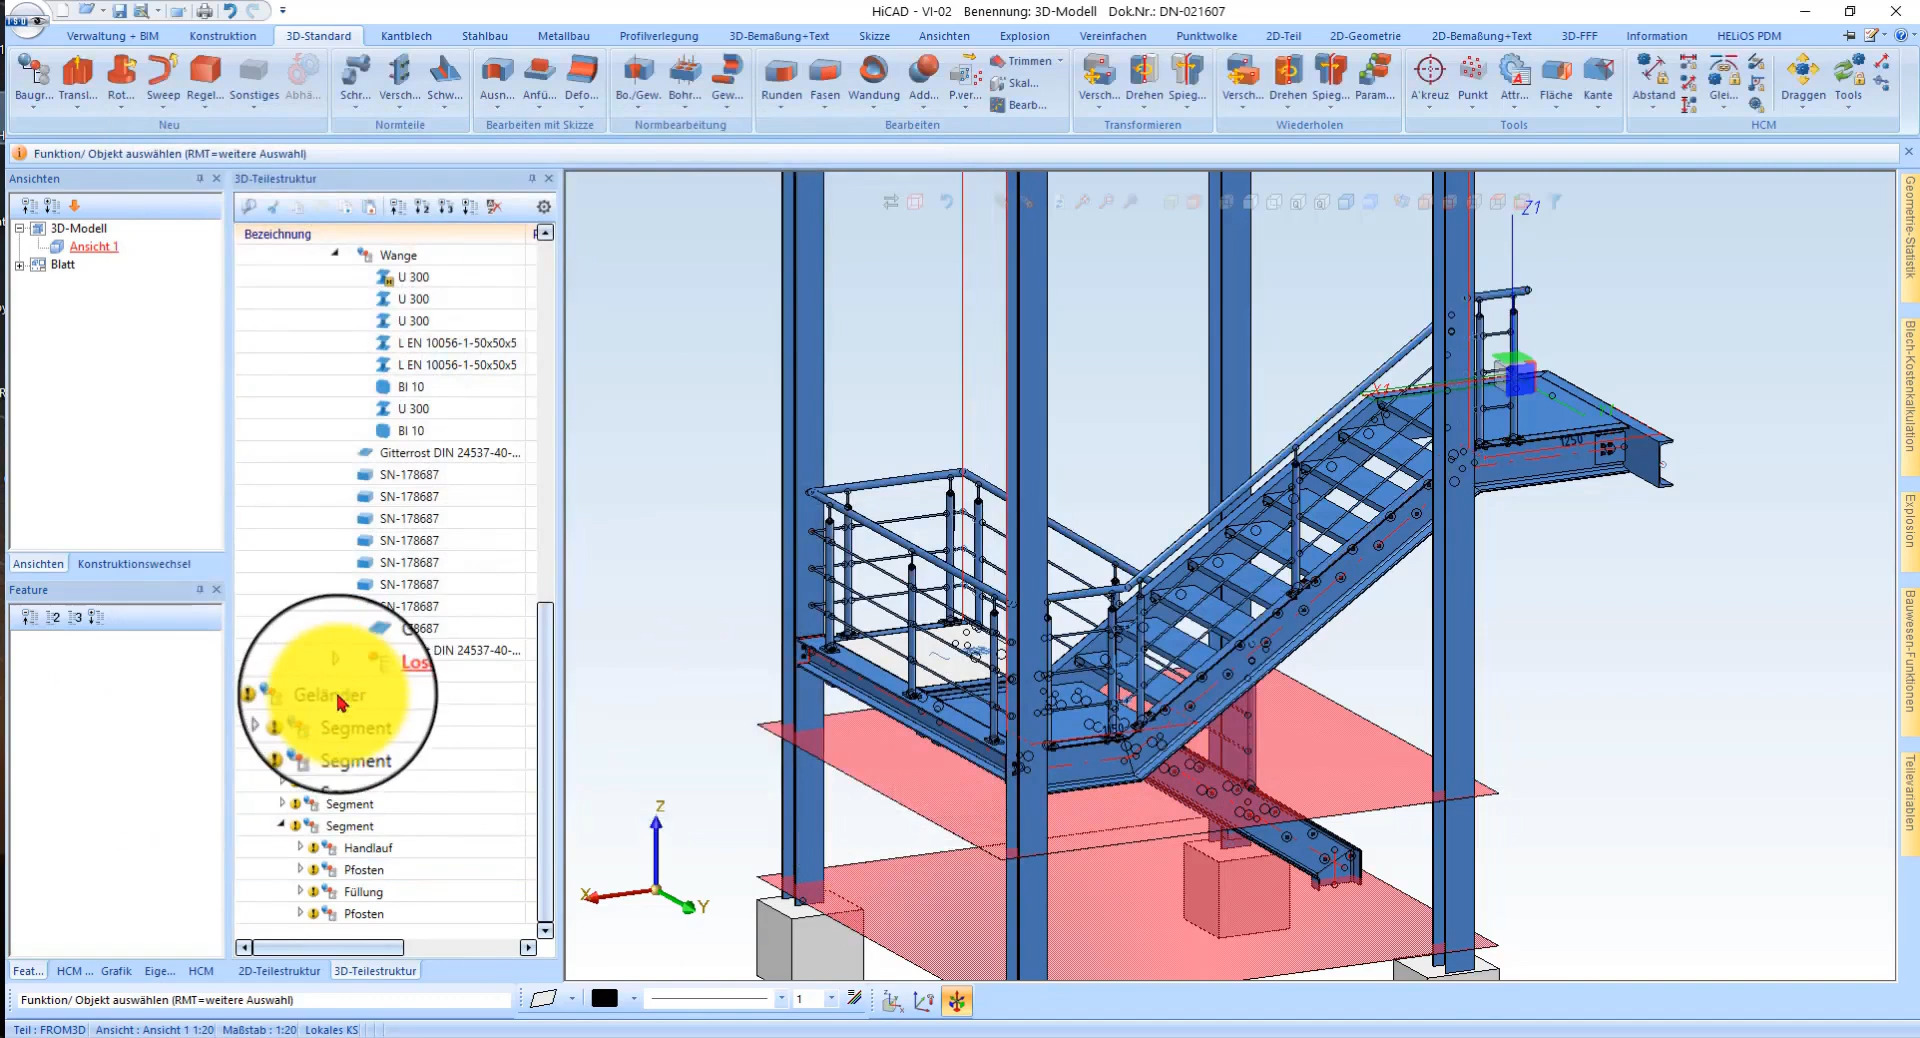 HiCAD - VI-02   Benennung: 3D-Modell   Dok.Nr.: DN-021607
Verwaltung + BIM   Konstruktion   3D-Standard   Kantblech   Stahlbau   Metallbau   Profilverlegung   3D-Bemaßung+Text   Skizze   Ansichten   Explosion   Vereinfachen   Punktwolke   2D-Teil   2D-Geometrie   2D-Bemaßung+Text   3D-FFF   Information   HELiOS PDM
Trimmen
Skal...
Bearb...
Baugr...   Transl...   Rot...   Sweep   Regel...   Sonstiges   Abhä...   Schr...   Versch...   Schw...   Ausn...   Anfü...   Defo...   Bo./Gew.   Bohr...   Gew...   Runden   Fasen   Wandung   Add...   P.ver...   Versch...   Drehen   Spieg...   Versch...   Drehen   Spieg...   Param...   A'kreuz   Punkt   Attr...   Fläche   Kante   Abstand   Glei...   Draggen   Tools
Neu   Normteile   Bearbeiten mit Skizze   Normbearbeitung   Bearbeiten   Transformieren   Wiederholen   Tools   HCM
Funktion/ Objekt auswählen (RMT=weitere Auswahl)
Ansichten   3D-Teilestruktur
3D-Modell
Ansicht 1
Blatt
Ansichten   Konstruktionswechsel
Feature
Bezeichnung
Wange
U 300
U 300
U 300
L EN 10056-1-50x50x5
L EN 10056-1-50x50x5
Bl 10
U 300
Bl 10
Gitterrost DIN 24537-40-...
SN-178687
SN-178687
SN-178687
SN-178687
SN-178687
SN-178687
SN-178687
78687
DIN 24537-40-...
Los
Geländer
Segment
Segment
Segment
Segment
Handlauf
Pfosten
Füllung
Pfosten
Z1
X1
1250
Z
X
Y
Geometrie-Statistik
Blech-Kostenkalkulation
Explosion
Bauwesen-Funktionen
Teilevariablen
Feat...   HCM ...   Grafik   Eige...   HCM   2D-Teilestruktur   3D-Teilestruktur
Funktion/ Objekt auswählen (RMT=weitere Auswahl)   1
Teil : FROM3D   Ansicht : Ansicht 1 1:20   Maßstab : 1:20   Lokales KS